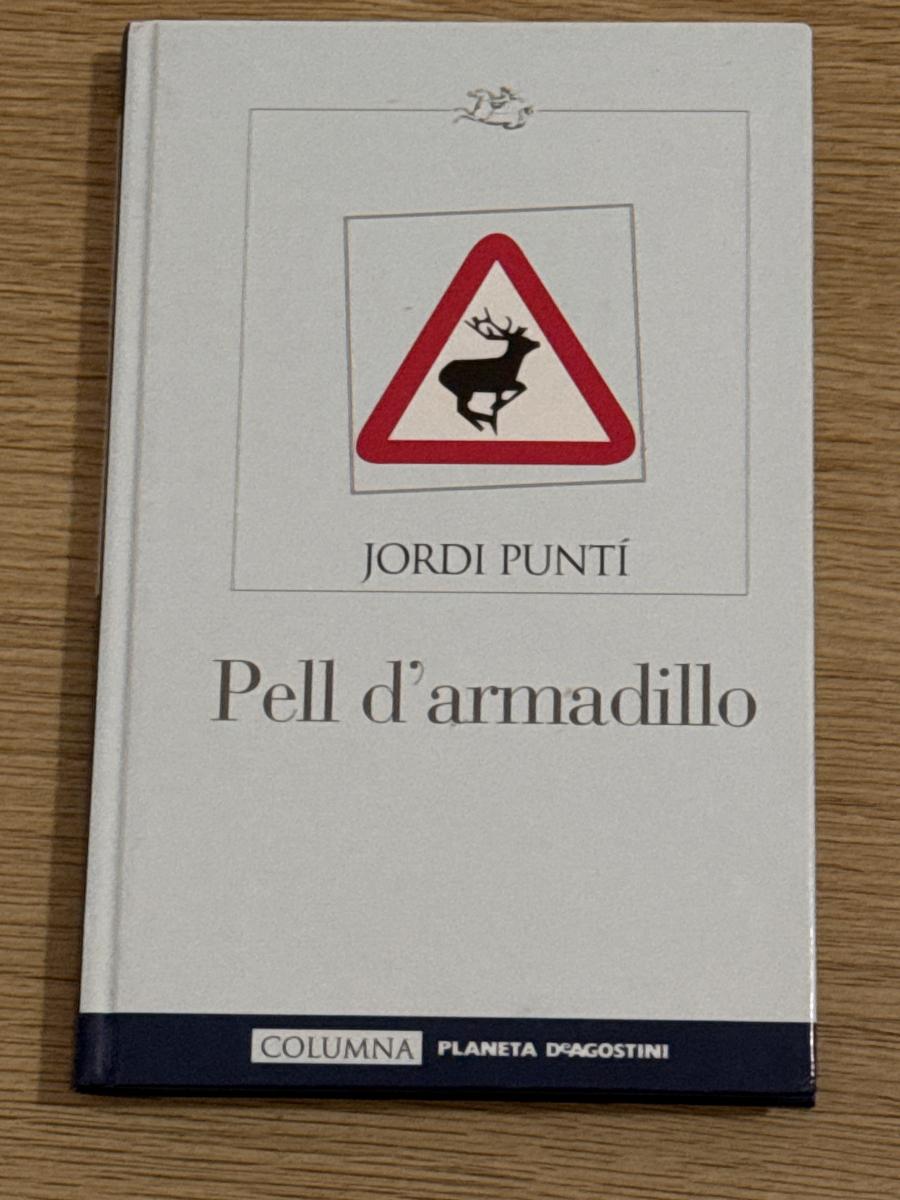 JORDI PUNTÍ
Pell d'armadillo
COLUMNA PLANETA DeAGOSTINI